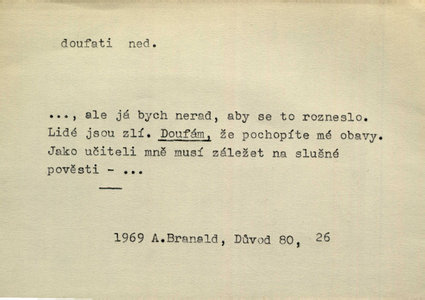 doufati ned.
..., ale já bych nerad, aby se to rozneslo.
Lidé jsou zlí. Doufám, že pochopíte mé obavy.
Jako učiteli mně musí záležet na slušné
pověsti - ...
1969 A.Branald, Důvod 80, 26